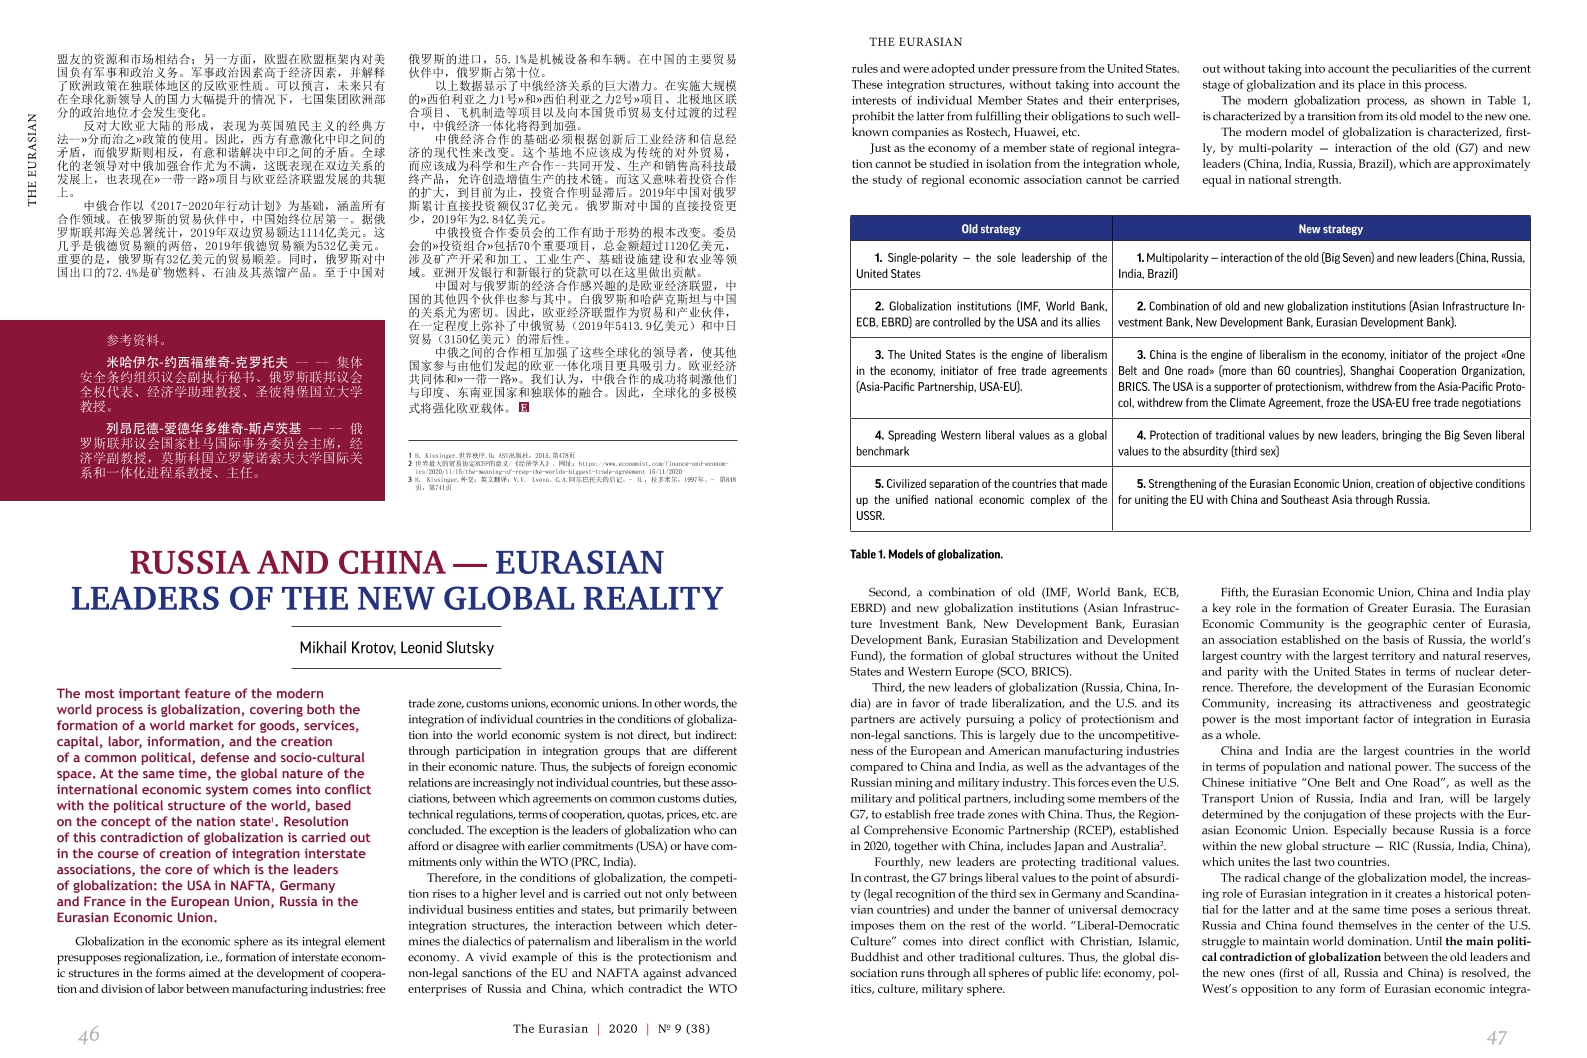 THE EURASIAN
盟友的资源和市场相结合；另一方面，欧盟在欧盟框架内对美
国负有军事和政治义务。军事政治因素高于经济因素，并解释
了欧洲政策在独联体地区的反欧亚性质。可以预言，未来只有
在全球化新领导人的国力大幅提升的情况下，七国集团欧洲部
分的政治地位才会发生变化。
反对大欧亚大陆的形成，表现为英国殖民主义的经典方
法--»分而治之»政策的使用。因此，西方有意激化中印之间的
矛盾，而俄罗斯则相反，有意和谐解决中印之间的矛盾。全球
化的老领导对中俄加强合作尤为不满，这既表现在双边关系的
发展上，也表现在»一带一路»项目与欧亚经济联盟发展的共轭
上。
中俄合作以《2017-2020年行动计划》为基础，涵盖所有
合作领域。在俄罗斯的贸易伙伴中，中国始终位居第一。据俄
罗斯联邦海关总署统计，2019年双边贸易额达1114亿美元。这
几乎是俄德贸易额的两倍，2019年俄德贸易额为532亿美元。
重要的是，俄罗斯有32亿美元的贸易顺差。同时，俄罗斯对中
国出口的72.4%是矿物燃料、石油及其蒸馏产品。至于中国对
参考资料。
米哈伊尔-约西福维奇-克罗托夫 —— —— 集体
安全条约组织议会副执行秘书、俄罗斯联邦议会
全权代表、经济学助理教授、圣彼得堡国立大学
教授。
列昂尼德-爱德华多维奇-斯卢茨基 —— —— 俄
罗斯联邦议会国家杜马国际事务委员会主席，经
济学副教授，莫斯科国立罗蒙诺索夫大学国际关
系和一体化进程系教授、主任。
俄罗斯的进口，55.1%是机械设备和车辆。在中国的主要贸易
伙伴中，俄罗斯占第十位。
以上数据显示了中俄经济关系的巨大潜力。在实施大规模
的»西伯利亚之力1号»和»西伯利亚之力2号»项目、北极地区联
合项目、飞机制造等项目以及向本国货币贸易支付过渡的过程
中，中俄经济一体化将得到加强。
中俄经济合作的基础必须根据创新后工业经济和信息经
济的现代性来改变。这个基地不应该成为传统的对外贸易，
而应该成为科学和生产合作--共同开发、生产和销售高科技最
终产品，允许创造增值生产的技术链。而这又意味着投资合作
的扩大，到目前为止，投资合作明显滞后。2019年中国对俄罗
斯累计直接投资额仅37亿美元。俄罗斯对中国的直接投资更
少，2019年为2.84亿美元。
中俄投资合作委员会的工作有助于形势的根本改变。委员
会的»投资组合»包括70个重要项目，总金额超过1120亿美元，
涉及矿产开采和加工、工业生产、基础设施建设和农业等领
域。亚洲开发银行和新银行的贷款可以在这里做出贡献。
中国对与俄罗斯的经济合作感兴趣的是欧亚经济联盟，中
国的其他四个伙伴也参与其中。白俄罗斯和哈萨克斯坦与中国
的关系尤为密切。因此，欧亚经济联盟作为贸易和产业伙伴，
在一定程度上弥补了中俄贸易（2019年5413.9亿美元）和中日
贸易（3150亿美元）的滞后性。
中俄之间的合作相互加强了这些全球化的领导者，使其他
国家参与由他们发起的欧亚一体化项目更具吸引力。欧亚经济
共同体和»一带一路»。我们认为，中俄合作的成功将刺激他们
与印度、东南亚国家和独联体的融合。因此，全球化的多极模
式将强化欧亚载体。 E
1 H. Kissinger.世界秩序.M: AST出版社，2015.第478页
2 世界最大的贸易协定RCEP的意义/《经济学人》。网址：https://www.economist.com/finance-and-econom-
ics/2020/11/15/the-meaning-of-rcep-the-worlds-biggest-trade-agreement 15/11/2020
3 H. Kissinger.外交；英文翻译：V.V. Lvova。G.A.阿尔巴托夫的后记。- M.，拉多米尔，1997年。- 第848
页，第741页
RUSSIA AND CHINA — EURASIAN
LEADERS OF THE NEW GLOBAL REALITY
Mikhail Krotov, Leonid Slutsky
The most important feature of the modern
world process is globalization, covering both the
formation of a world market for goods, services,
capital, labor, information, and the creation
of a common political, defense and socio-cultural
space. At the same time, the global nature of the
international economic system comes into conflict
with the political structure of the world, based
on the concept of the nation state¹. Resolution
of this contradiction of globalization is carried out
in the course of creation of integration interstate
associations, the core of which is the leaders
of globalization: the USA in NAFTA, Germany
and France in the European Union, Russia in the
Eurasian Economic Union.
Globalization in the economic sphere as its integral element
presupposes regionalization, i.e., formation of interstate econom-
ic structures in the forms aimed at the development of coopera-
tion and division of labor between manufacturing industries: free
trade zone, customs unions, economic unions. In other words, the
integration of individual countries in the conditions of globaliza-
tion into the world economic system is not direct, but indirect:
through participation in integration groups that are different
in their economic nature. Thus, the subjects of foreign economic
relations are increasingly not individual countries, but these asso-
ciations, between which agreements on common customs duties,
technical regulations, terms of cooperation, quotas, prices, etc. are
concluded. The exception is the leaders of globalization who can
afford or disagree with earlier commitments (USA) or have com-
mitments only within the WTO (PRC, India).
Therefore, in the conditions of globalization, the competi-
tion rises to a higher level and is carried out not only between
individual business entities and states, but primarily between
integration structures, the interaction between which deter-
mines the dialectics of paternalism and liberalism in the world
economy. A vivid example of this is the protectionism and
non-legal sanctions of the EU and NAFTA against advanced
enterprises of Russia and China, which contradict the WTO
46
The Eurasian | 2020 | № 9 (38)
THE EURASIAN
rules and were adopted under pressure from the United States.
These integration structures, without taking into account the
interests of individual Member States and their enterprises,
prohibit the latter from fulfilling their obligations to such well-
known companies as Rostech, Huawei, etc.
Just as the economy of a member state of regional integra-
tion cannot be studied in isolation from the integration whole,
the study of regional economic association cannot be carried
out without taking into account the peculiarities of the current
stage of globalization and its place in this process.
The modern globalization process, as shown in Table 1,
is characterized by a transition from its old model to the new one.
The modern model of globalization is characterized, first-
ly, by multi-polarity — interaction of the old (G7) and new
leaders (China, India, Russia, Brazil), which are approximately
equal in national strength.
Old strategy
New strategy
1. Single-polarity – the sole leadership of the
United States
1. Multipolarity – interaction of the old (Big Seven) and new leaders (China, Russia,
India, Brazil)
2. Globalization institutions (IMF, World Bank,
ECB, EBRD) are controlled by the USA and its allies
2. Combination of old and new globalization institutions (Asian Infrastructure In-
vestment Bank, New Development Bank, Eurasian Development Bank).
3. The United States is the engine of liberalism
in the economy, initiator of free trade agreements
(Asia-Pacific Partnership, USA-EU).
3. China is the engine of liberalism in the economy, initiator of the project «One
Belt and One road» (more than 60 countries), Shanghai Cooperation Organization,
BRICS. The USA is a supporter of protectionism, withdrew from the Asia-Pacific Proto-
col, withdrew from the Climate Agreement, froze the USA-EU free trade negotiations
4. Spreading Western liberal values as a global
benchmark
4. Protection of traditional values by new leaders, bringing the Big Seven liberal
values to the absurdity (third sex)
5. Civilized separation of the countries that made
up the unified national economic complex of the
USSR.
5. Strengthening of the Eurasian Economic Union, creation of objective conditions
for uniting the EU with China and Southeast Asia through Russia.
Table 1. Models of globalization.
Second, a combination of old (IMF, World Bank, ECB,
EBRD) and new globalization institutions (Asian Infrastruc-
ture Investment Bank, New Development Bank, Eurasian
Development Bank, Eurasian Stabilization and Development
Fund), the formation of global structures without the United
States and Western Europe (SCO, BRICS).
Third, the new leaders of globalization (Russia, China, In-
dia) are in favor of trade liberalization, and the U.S. and its
partners are actively pursuing a policy of protectionism and
non-legal sanctions. This is largely due to the uncompetitive-
ness of the European and American manufacturing industries
compared to China and India, as well as the advantages of the
Russian mining and military industry. This forces even the U.S.
military and political partners, including some members of the
G7, to establish free trade zones with China. Thus, the Region-
al Comprehensive Economic Partnership (RCEP), established
in 2020, together with China, includes Japan and Australia².
Fourthly, new leaders are protecting traditional values.
In contrast, the G7 brings liberal values to the point of absurdi-
ty (legal recognition of the third sex in Germany and Scandina-
vian countries) and under the banner of universal democracy
imposes them on the rest of the world. “Liberal-Democratic
Culture” comes into direct conflict with Christian, Islamic,
Buddhist and other traditional cultures. Thus, the global dis-
sociation runs through all spheres of public life: economy, pol-
itics, culture, military sphere.
Fifth, the Eurasian Economic Union, China and India play
a key role in the formation of Greater Eurasia. The Eurasian
Economic Community is the geographic center of Eurasia,
an association established on the basis of Russia, the world’s
largest country with the largest territory and natural reserves,
and parity with the United States in terms of nuclear deter-
rence. Therefore, the development of the Eurasian Economic
Community, increasing its attractiveness and geostrategic
power is the most important factor of integration in Eurasia
as a whole.
China and India are the largest countries in the world
in terms of population and national power. The success of the
Chinese initiative “One Belt and One Road”, as well as the
Transport Union of Russia, India and Iran, will be largely
determined by the conjugation of these projects with the Eur-
asian Economic Union. Especially because Russia is a force
within the new global structure — RIC (Russia, India, China),
which unites the last two countries.
The radical change of the globalization model, the increas-
ing role of Eurasian integration in it creates a historical poten-
tial for the latter and at the same time poses a serious threat.
Russia and China found themselves in the center of the U.S.
struggle to maintain world domination. Until the main politi-
cal contradiction of globalization between the old leaders and
the new ones (first of all, Russia and China) is resolved, the
West’s opposition to any form of Eurasian economic integra-
47